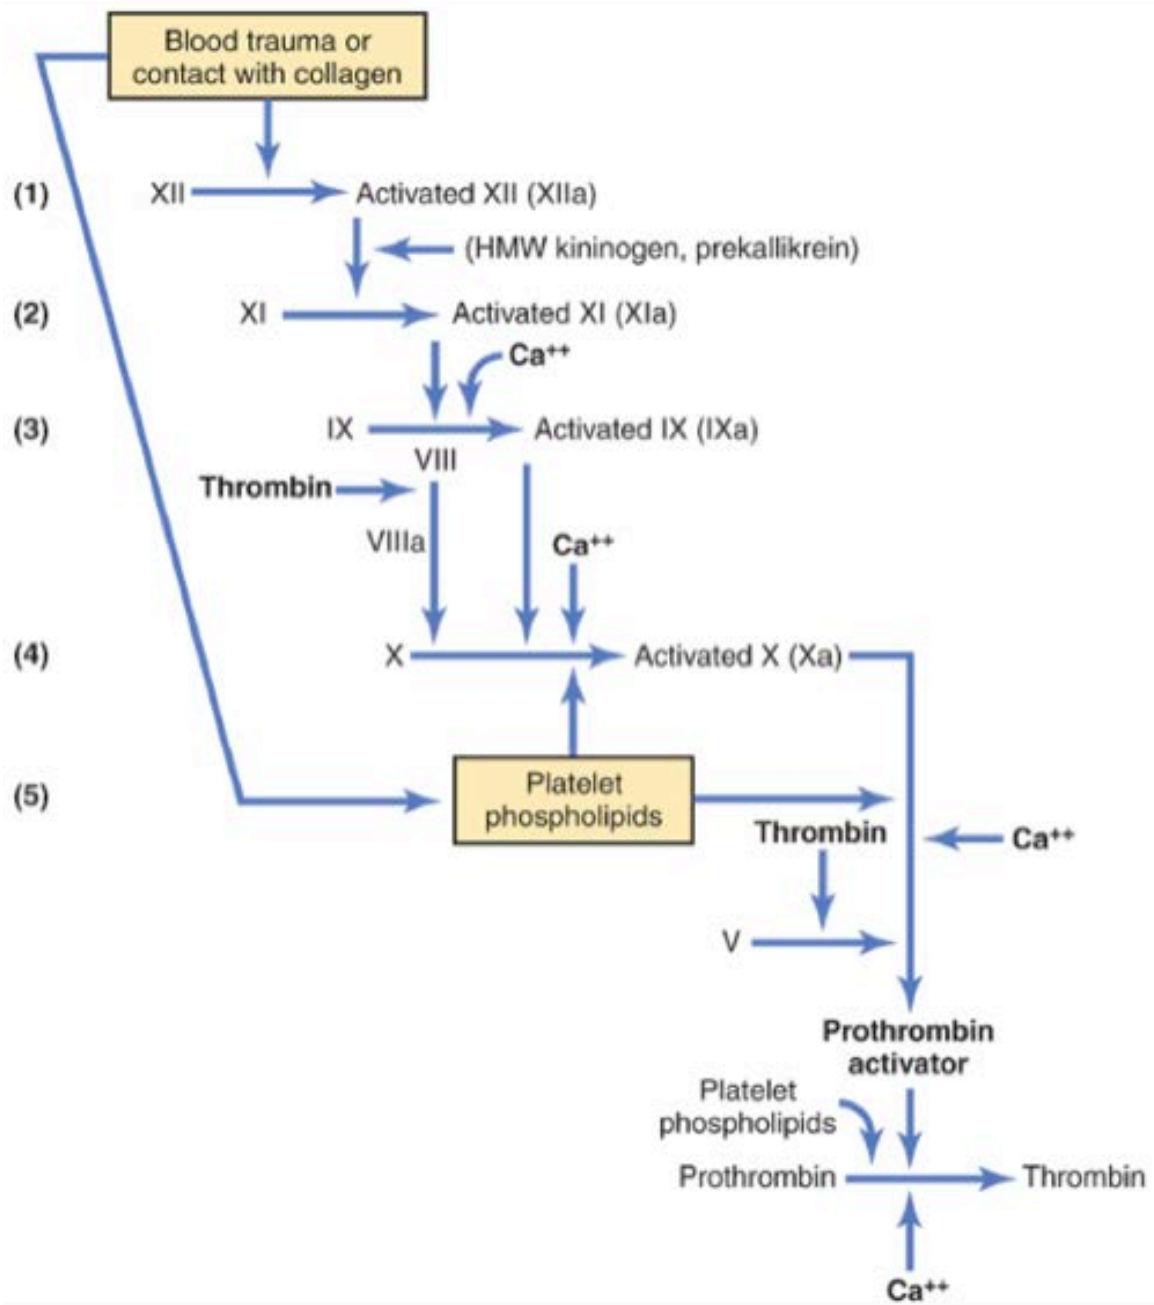 Blood trauma or
contact with collagen
(1) XII Activated XII (XIIa)
(HMW kininogen, prekallikrein)
(2) XI Activated XI (XIa)
Ca++
(3) IX Activated IX (IXa)
VIII
Thrombin
VIIIa Ca++
(4) X Activated X (Xa)
(5) Platelet
phospholipids
Thrombin Ca++
V
Prothrombin
activator
Platelet
phospholipids
Prothrombin Thrombin
Ca++